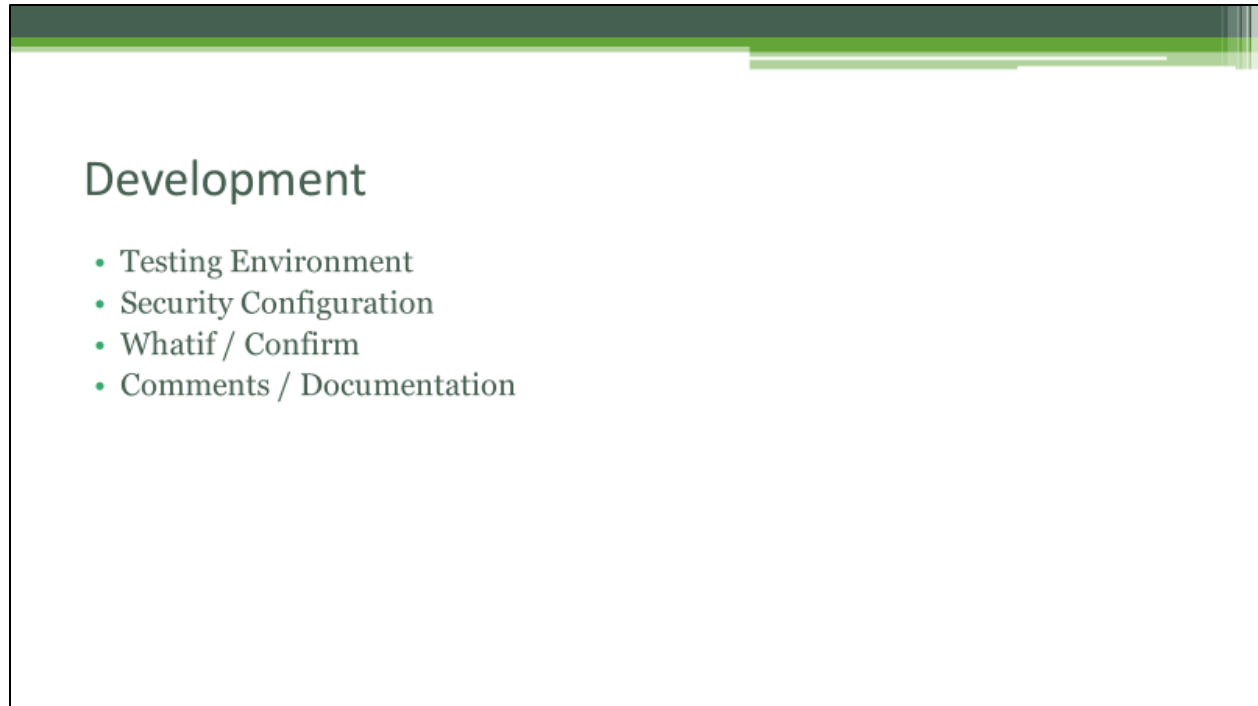 Development
• Testing Environment
• Security Configuration
• Whatif / Confirm
• Comments / Documentation